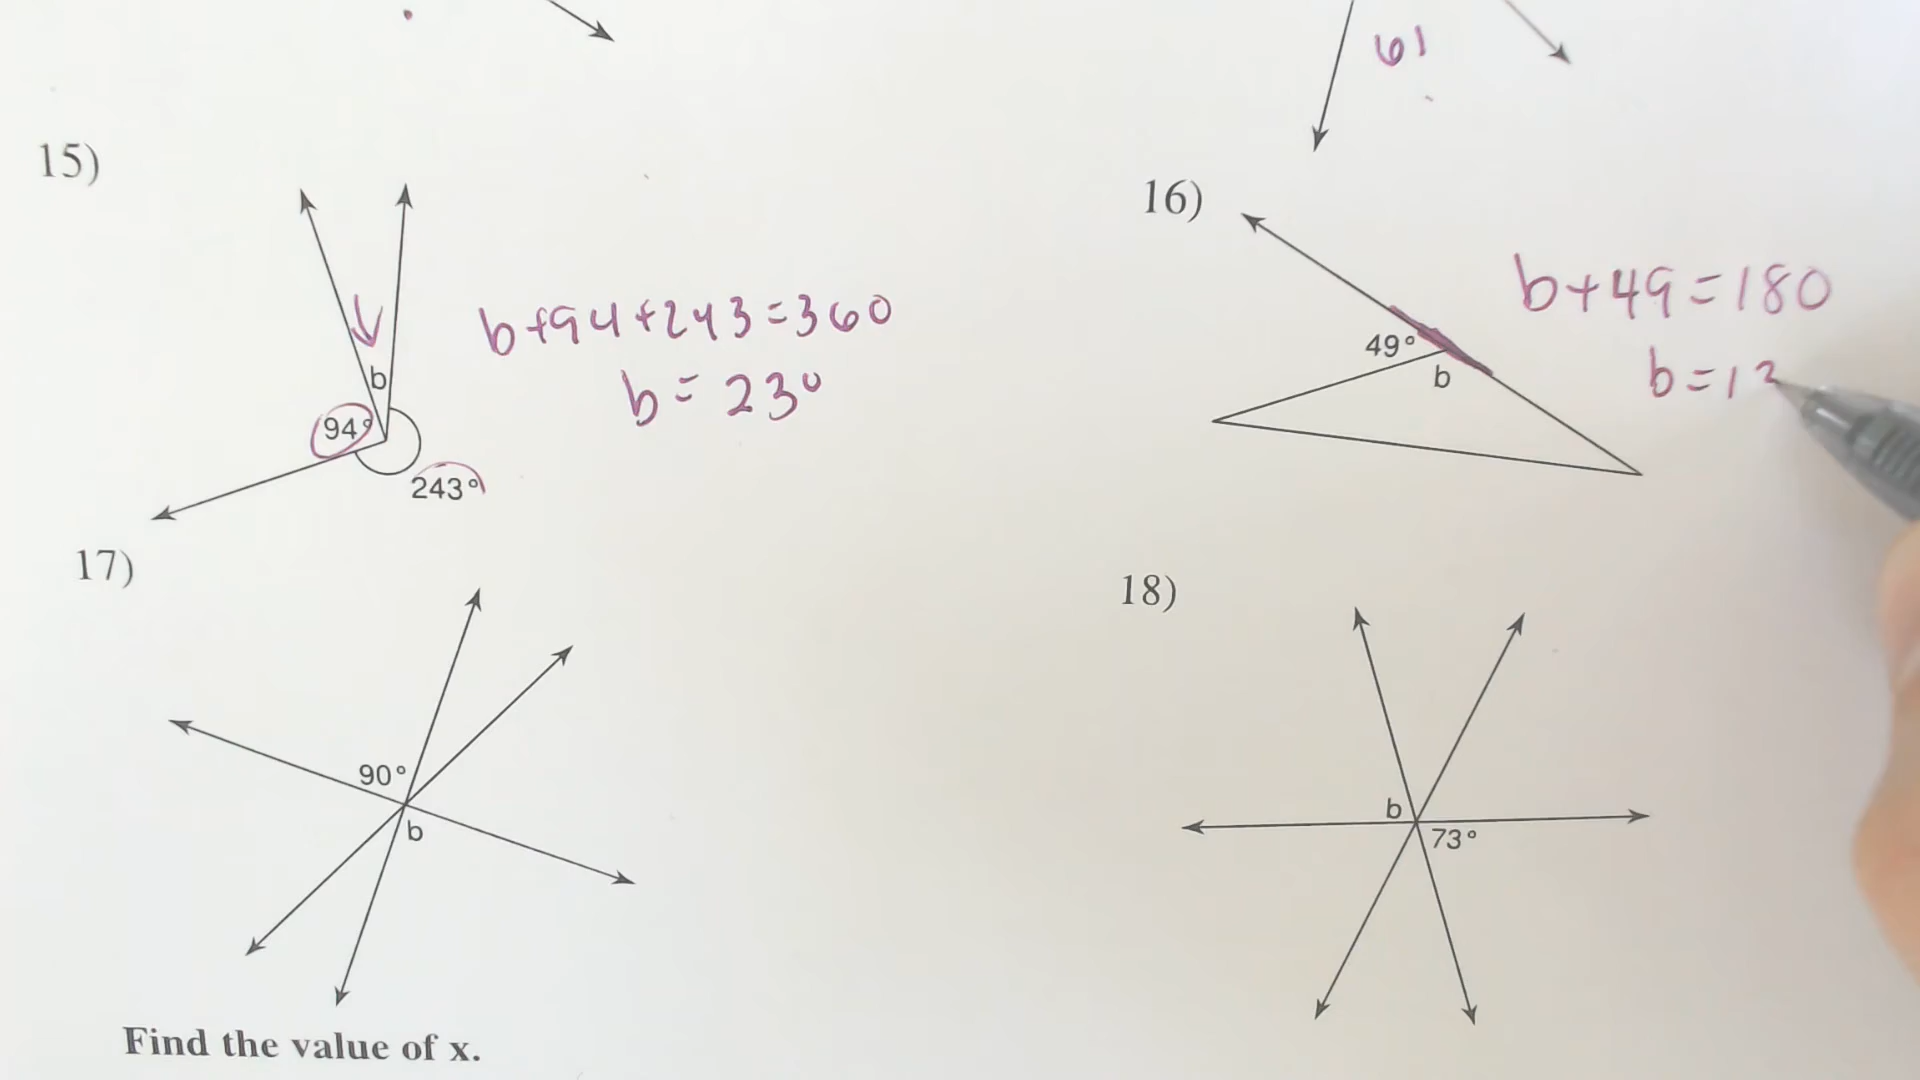 61
15)
16)
b+94+243=360
b+49=180
49°
b
b
b=13
b=23°
94°
243°
17)
18)
90°
b
b
73°
Find the value of x.